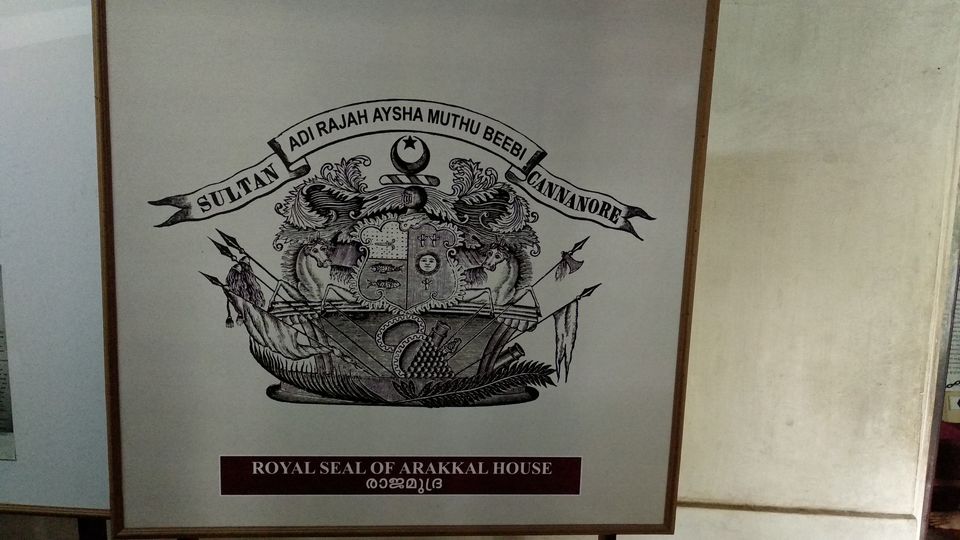 SULTAN ADI RAJAH AYSHA MUTHU BEEBI CANNANORE
ROYAL SEAL OF ARAKKAL HOUSE
രാജമുദ്ര